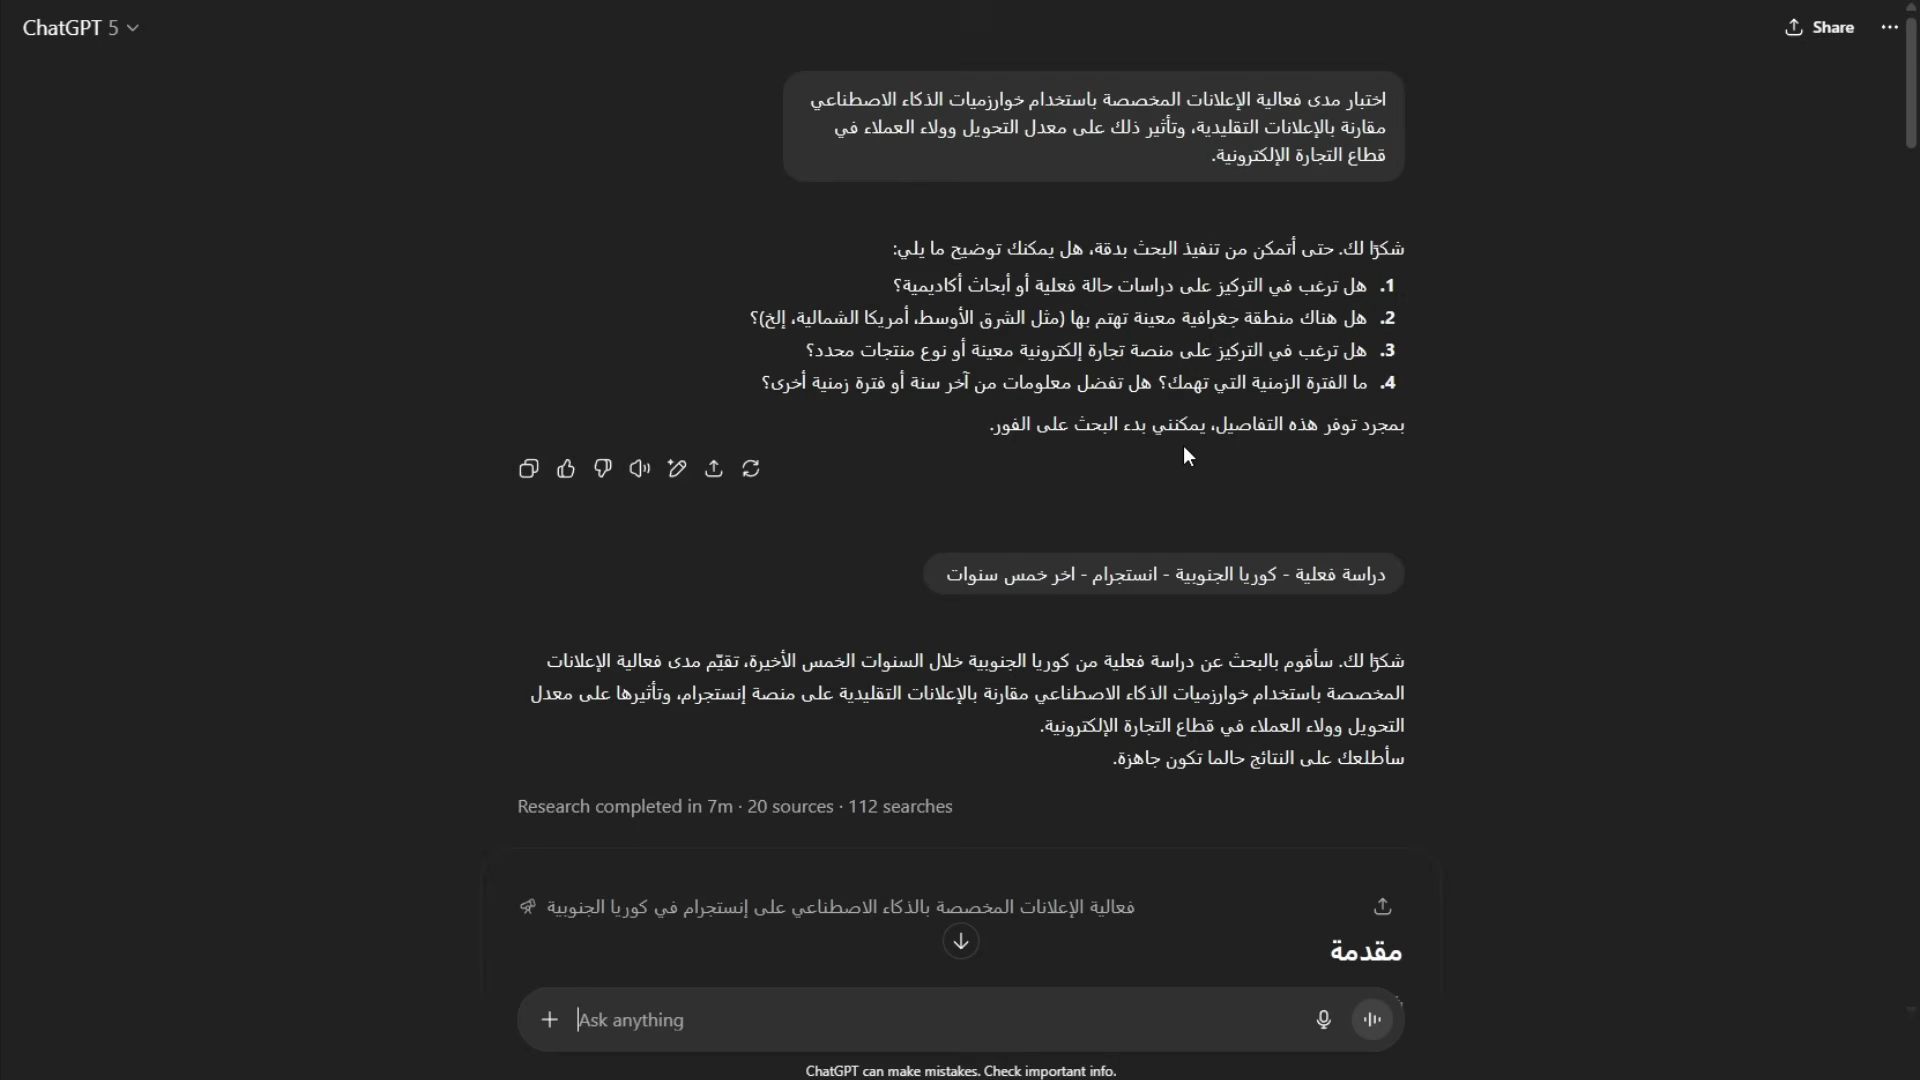 ChatGPT 5
Share
اختبار مدى فعالية الإعلانات المخصصة باستخدام خوارزميات الذكاء الاصطناعي
مقارنة بالإعلانات التقليدية، وتأثير ذلك على معدل التحويل وولاء العملاء في
قطاع التجارة الإلكترونية.
شكرًا لك. حتى أتمكن من تنفيذ البحث بدقة، هل يمكنك توضيح ما يلي:
1. هل ترغب في التركيز على دراسات حالة فعلية أو أبحاث أكاديمية؟
2. هل هناك منطقة جغرافية معينة تهتم بها (مثل الشرق الأوسط، أمريكا الشمالية، إلخ)؟
3. هل ترغب في التركيز على منصة تجارة إلكترونية معينة أو نوع منتجات محدد؟
4. ما الفترة الزمنية التي تهمك؟ هل تفضل معلومات من آخر سنة أو فترة زمنية أخرى؟
بمجرد توفر هذه التفاصيل، يمكنني بدء البحث على الفور.
دراسة فعلية - كوريا الجنوبية - انستجرام - اخر خمس سنوات
شكرًا لك. سأقوم بالبحث عن دراسة فعلية من كوريا الجنوبية خلال السنوات الخمس الأخيرة، تقيّم مدى فعالية الإعلانات
المخصصة باستخدام خوارزميات الذكاء الاصطناعي مقارنة بالإعلانات التقليدية على منصة إنستجرام، وتأثيرها على معدل
التحويل وولاء العملاء في قطاع التجارة الإلكترونية.
سأطلعك على النتائج حالما تكون جاهزة.
Research completed in 7m · 20 sources · 112 searches
فعالية الإعلانات المخصصة بالذكاء الاصطناعي على إنستجرام في كوريا الجنوبية
مقدمة
Ask anything
ChatGPT can make mistakes. Check important info.